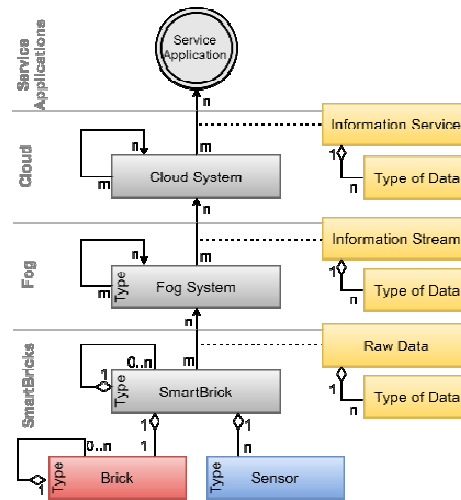 Service
Applications
Service
Application
n
Information Service
Cloud
n
m
m
Cloud System
1
n
Type of Data
n
Information Stream
Fog
n
m
m
Type
Fog System
1
n
Type of Data
n
Raw Data
SmartBricks
0..n
m
1
Type
SmartBrick
1
n
Type of Data
1
1
0..n
1
n
1
Type
Brick
Type
Sensor